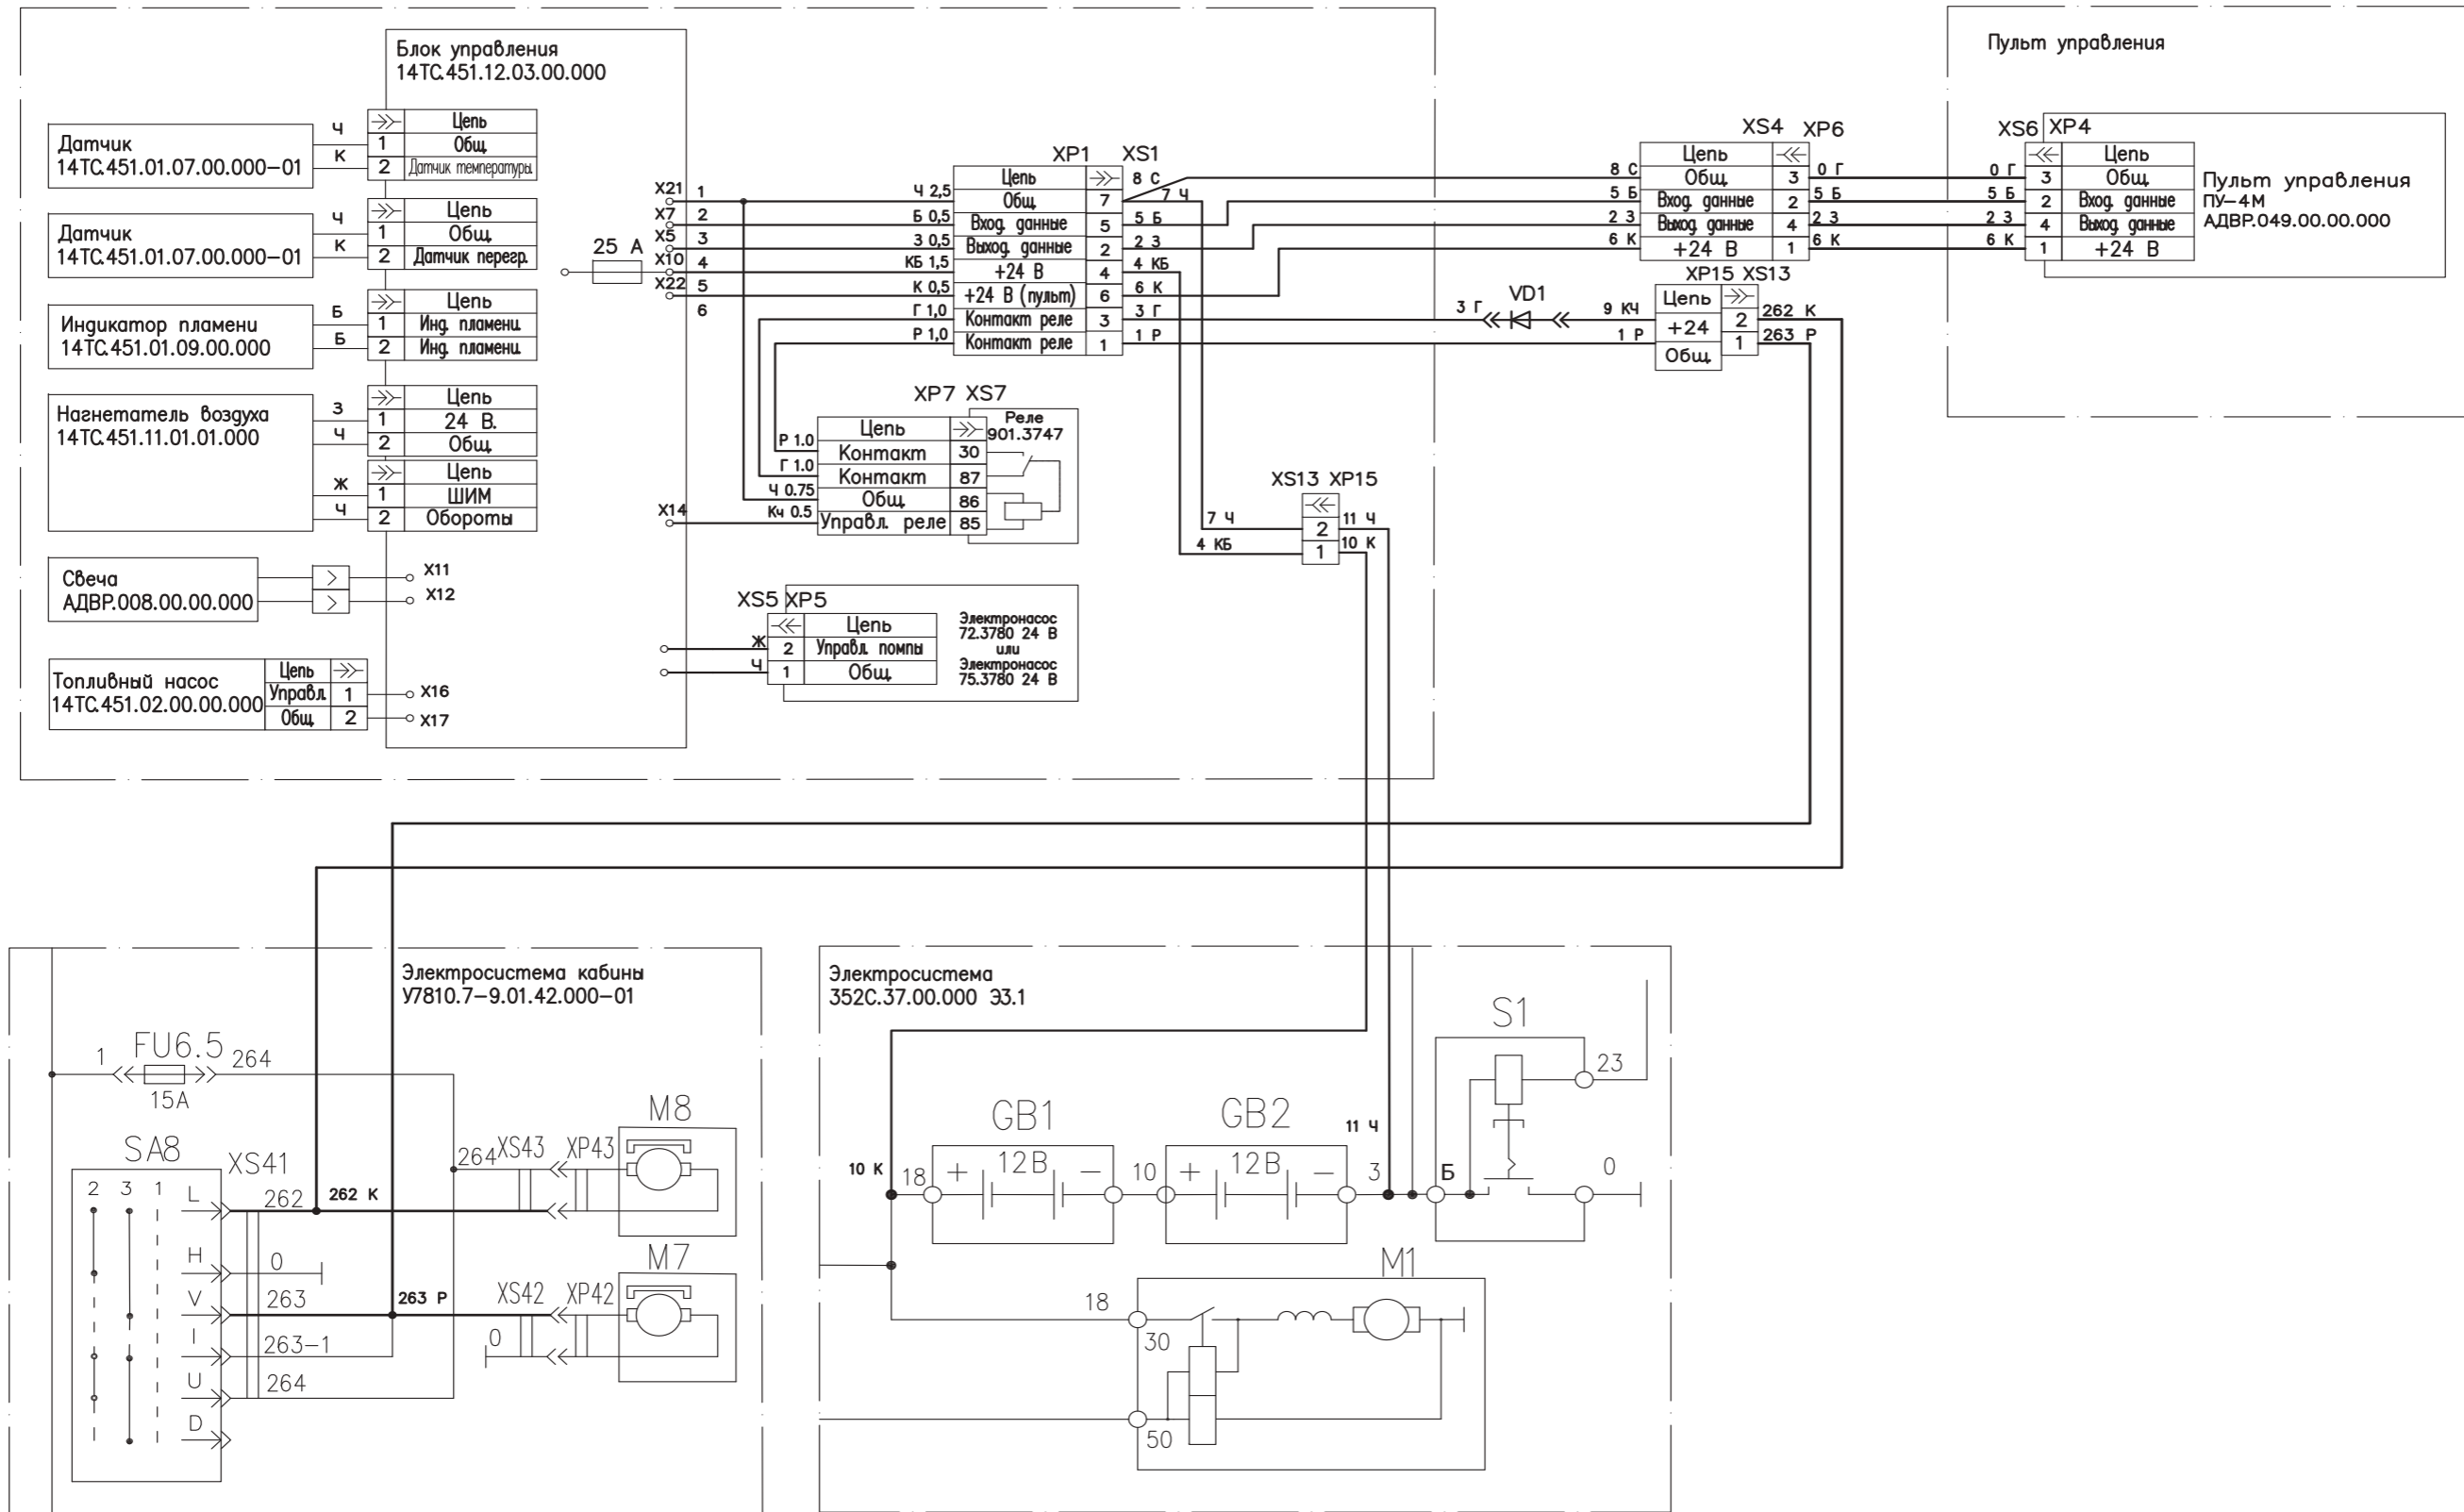 Блок управления
14ТС.451.12.03.00.000
Датчик
14ТС.451.01.07.00.000-01
Ч
К
Цепь
1 Общ.
2 Датчик температуры
Датчик
14ТС.451.01.07.00.000-01
Ч
К
Цепь
1 Общ.
2 Датчик перегр.
Индикатор пламени
14ТС.451.01.09.00.000
Б
Б
Цепь
1 Инд. пламени
2 Инд. пламени
Нагнетатель воздуха
14ТС.451.11.01.01.000
З
Ч
Цепь
1 24 В.
2 Общ.
Ж
Ч
Цепь
1 ШИМ
2 Обороты
Свеча
АДВР.008.00.00.000
X11
X12
Топливный насос
14ТС.451.02.00.00.000
Цепь
Управл. 1
Общ. 2
X16
X17
25 А
X21 1
X7 2
X5 3
X10 4
X22 5
6
X14
XP1 XS1
Цепь
Ч 2,5 Общ. 7
Б 0,5 Вход. данные 5
З 0,5 Выход. данные 2
КБ 1,5 +24 В 4
К 0,5 +24 В (пульт) 6
Г 1,0 Контакт реле 3
Р 1,0 Контакт реле 1
8 С
7 Ч
5 Б
2 З
4 КБ
6 К
3 Г
1 Р
XP7 XS7
Реле
901.3747
Цепь
Р 1.0 Контакт 30
Г 1.0 Контакт 87
Ч 0.75 Общ. 86
Кч 0.5 Управл. реле 85
XS5 XP5
Цепь
Ж 2 Управл. помпы
Ч 1 Общ.
Электронасос
72.3780 24 В
или
Электронасос
75.3780 24 В
XS13 XP15
7 Ч 2 11 Ч
4 КБ 1 10 К
3 Г VD1 9 КЧ
1 Р
XS4 XP6
Цепь
8 С Общ. 3 0 Г
5 Б Вход. данные 2 5 Б
2 З Выход. данные 4 2 З
6 К +24 В 1 6 К
XP15 XS13
Цепь
+24 2 262 К
Общ. 1 263 Р
Пульт управления
XS6 XP4
Цепь
0 Г 3 Общ.
5 Б 2 Вход. данные
2 З 4 Выход. данные
6 К 1 +24 В
Пульт управления
ПУ-4М
АДВР.049.00.00.000
Электросистема кабины
У7810.7-9.01.42.000-01
1 FU6.5 264
15А
SA8 XS41
2 3 1
L 262 262 К
H 0
V 263 263 Р
I 263-1
U 264
D
264 XS43 XP43
M8
XS42 XP42
0
M7
Электросистема
352С.37.00.000 Э3.1
10 К
18
GB1
+ 12В -
10
GB2
+ 12В -
11 Ч
3
Б
S1
23
0
M1
18
30
50